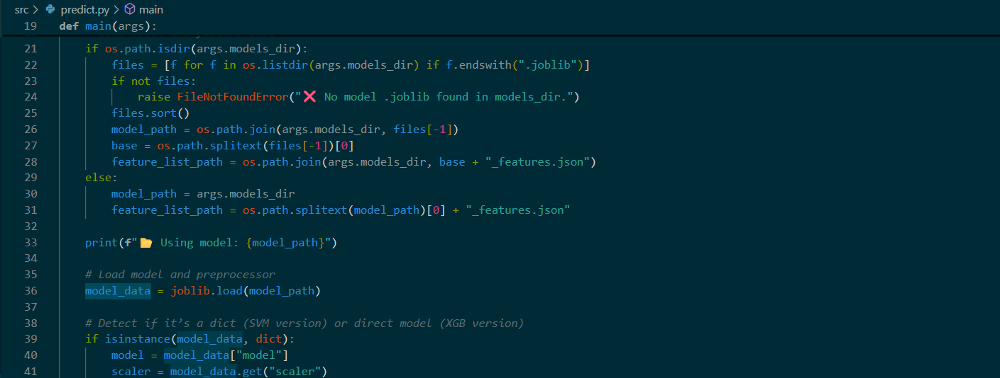 src > predict.py > main
19 def main(args):
21 if os.path.isdir(args.models_dir):
22 files = [f for f in os.listdir(args.models_dir) if f.endswith(".joblib")]
23 if not files:
24 raise FileNotFoundError("❌ No model .joblib found in models_dir.")
25 files.sort()
26 model_path = os.path.join(args.models_dir, files[-1])
27 base = os.path.splitext(files[-1])[0]
28 feature_list_path = os.path.join(args.models_dir, base + "_features.json")
29 else:
30 model_path = args.models_dir
31 feature_list_path = os.path.splitext(model_path)[0] + "_features.json"
32
33 print(f"📂 Using model: {model_path}")
34
35 # Load model and preprocessor
36 model_data = joblib.load(model_path)
37
38 # Detect if it’s a dict (SVM version) or direct model (XGB version)
39 if isinstance(model_data, dict):
40 model = model_data["model"]
41 scaler = model_data.get("scaler")